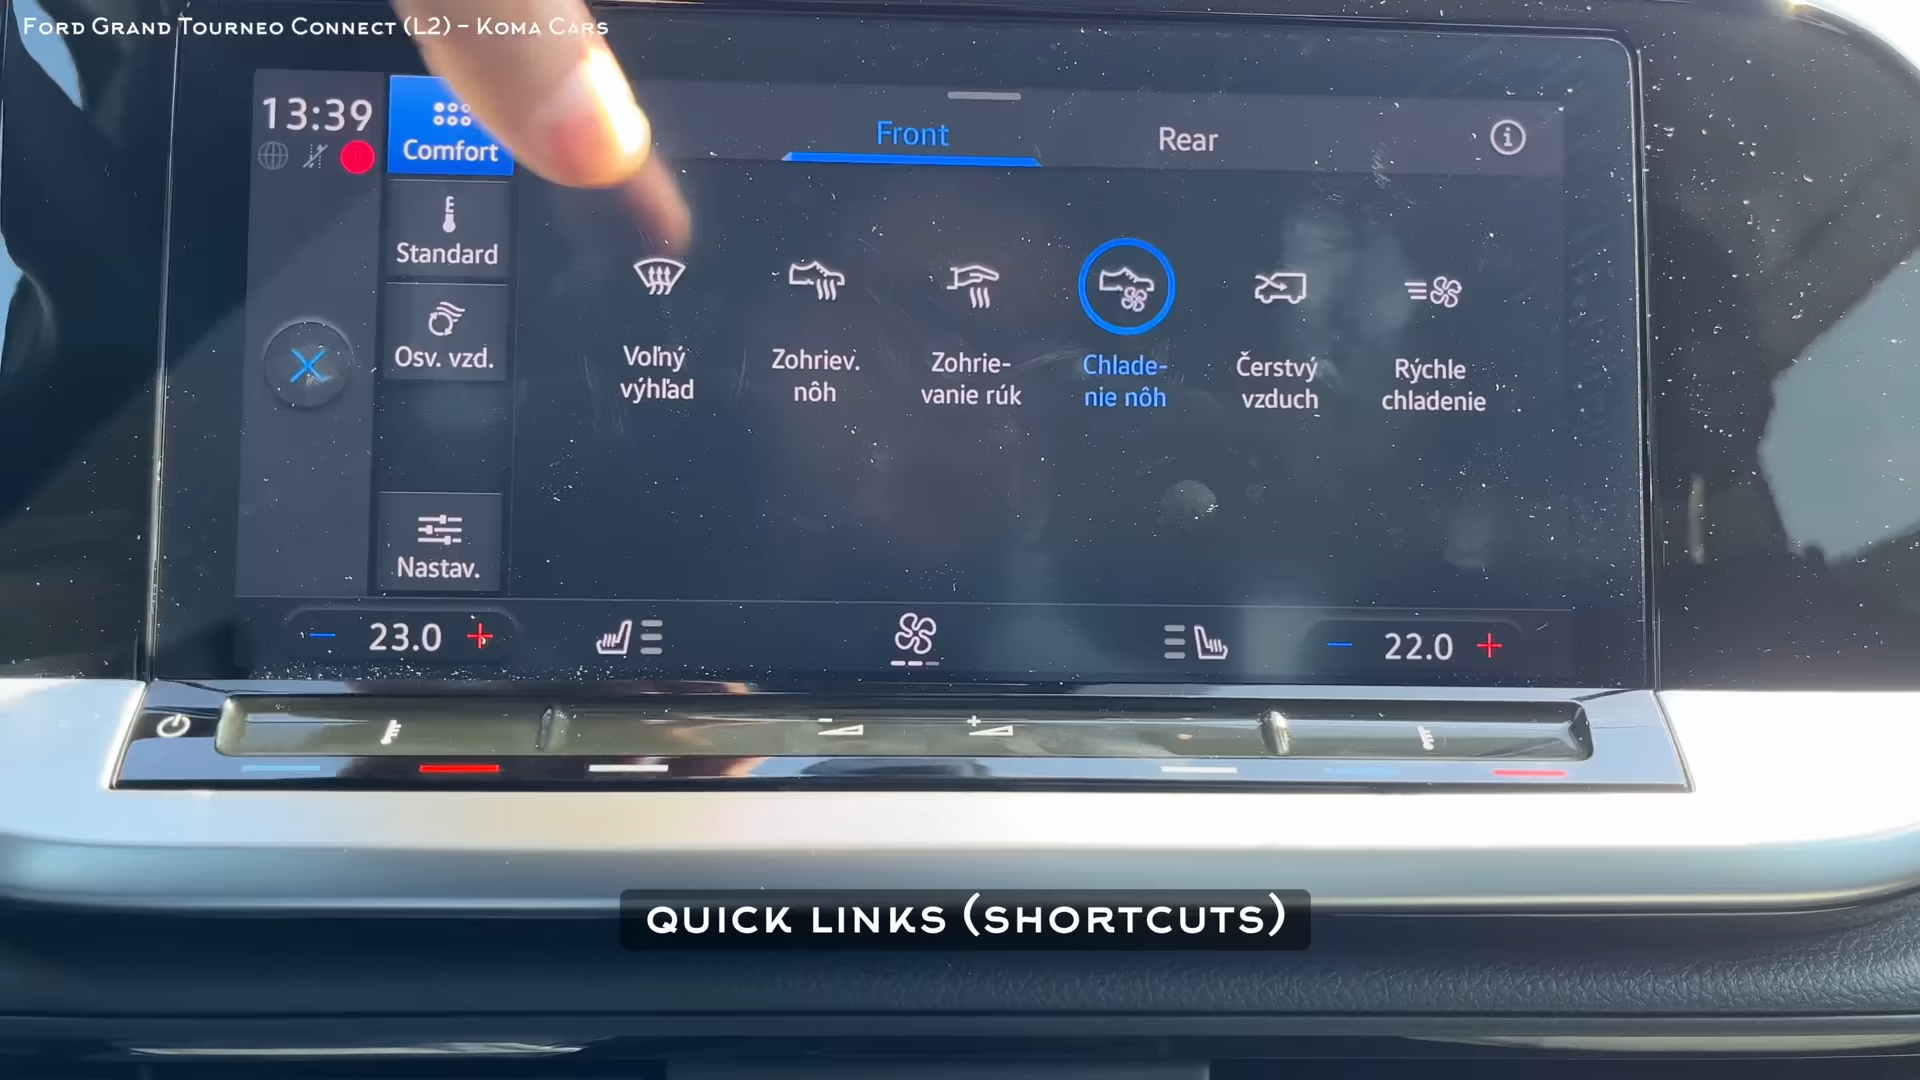 Ford Grand Tourneo Connect (L2) – Koma Cars
13:39
Comfort
Front
Rear
Standard
Osv. vzd.
Voľný
výhľad
Zohriev.
nôh
Zohrie-
vanie rúk
Chlade-
nie nôh
Čerstvý
vzduch
Rýchle
chladenie
Nastav.
– 23.0 +
– 22.0 +
QUICK LINKS (SHORTCUTS)